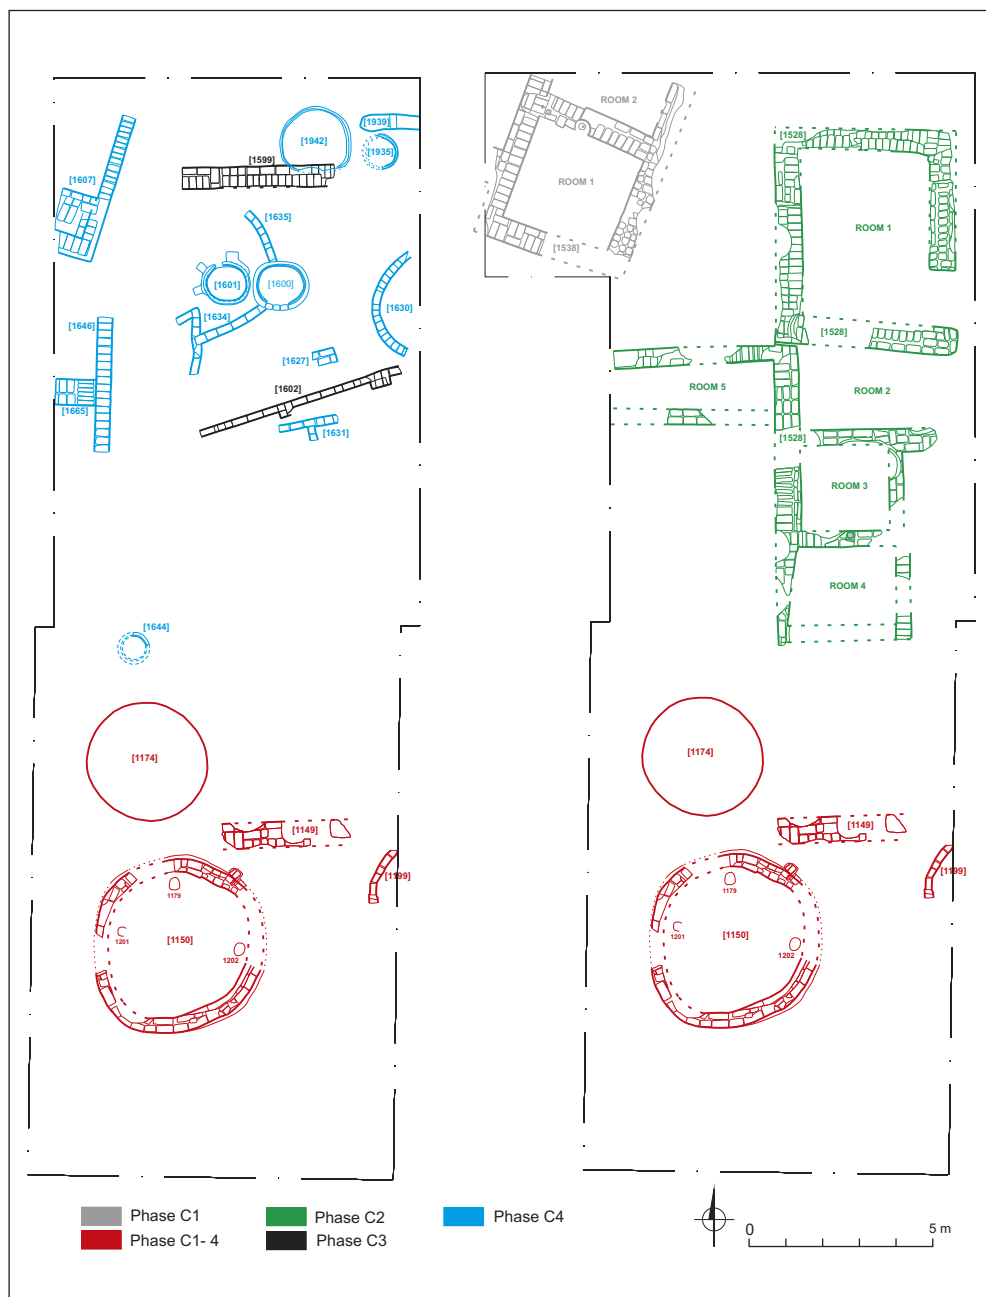 [1939]
[1942]
[1935]
[1599]
[1607]
[1635]
[1601]
[1600]
[1630]
[1634]
[1646]
[1627]
[1602]
[1665]
[1631]
[1644]
[1174]
[1149]
[1199]
1179
1201
[1150]
1202
ROOM 2
ROOM 1
[1538]
[1528]
ROOM 1
[1528]
ROOM 5
ROOM 2
[1528]
ROOM 3
ROOM 4
[1174]
[1149]
[1199]
1179
1201
[1150]
1202
Phase C1
Phase C2
Phase C4
Phase C1- 4
Phase C3
0
5 m